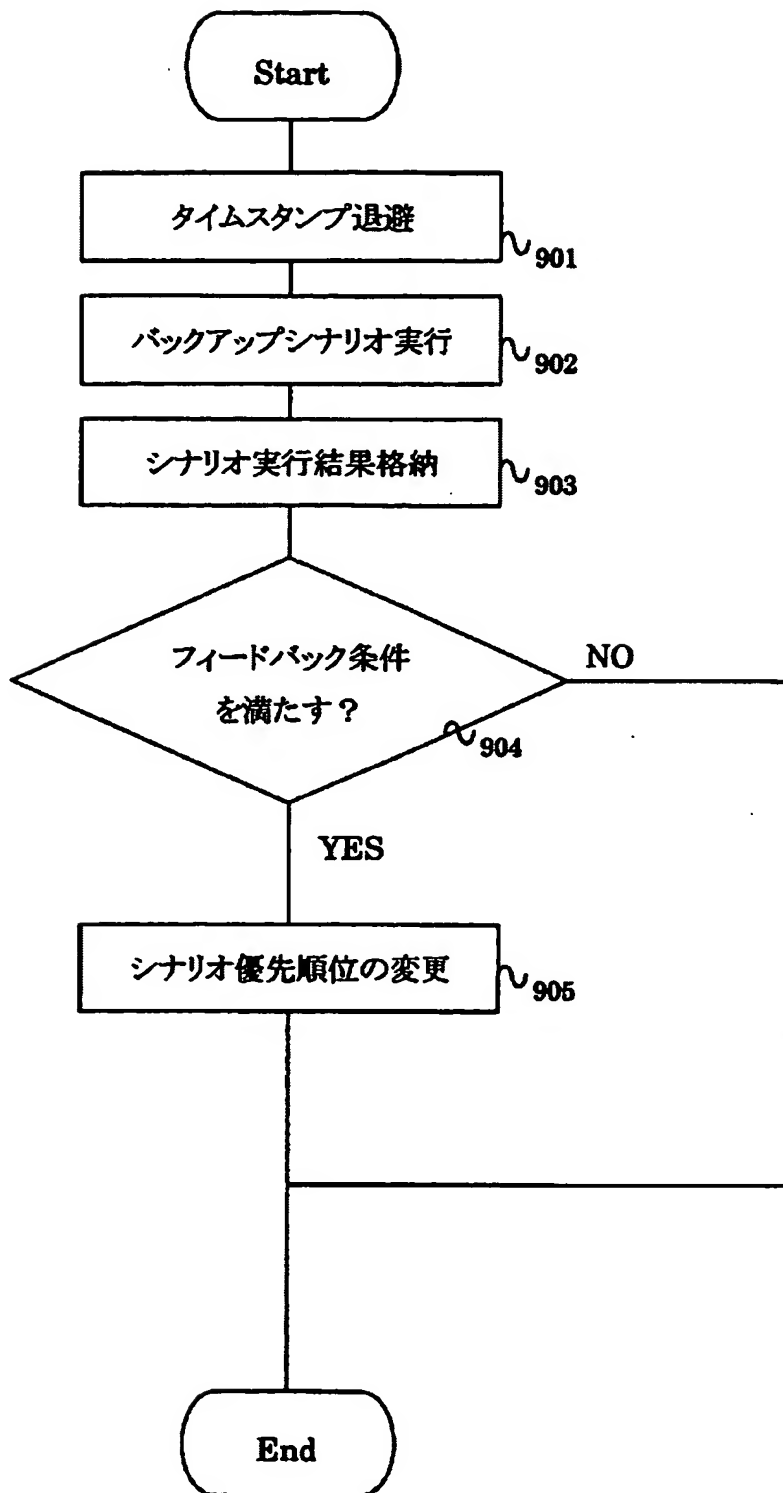 Start
タイムスタンプ退避
901
バックアップシナリオ実行
902
シナリオ実行結果格納
903
フィードバック条件
を満たす？
NO
904
YES
シナリオ優先順位の変更
905
End